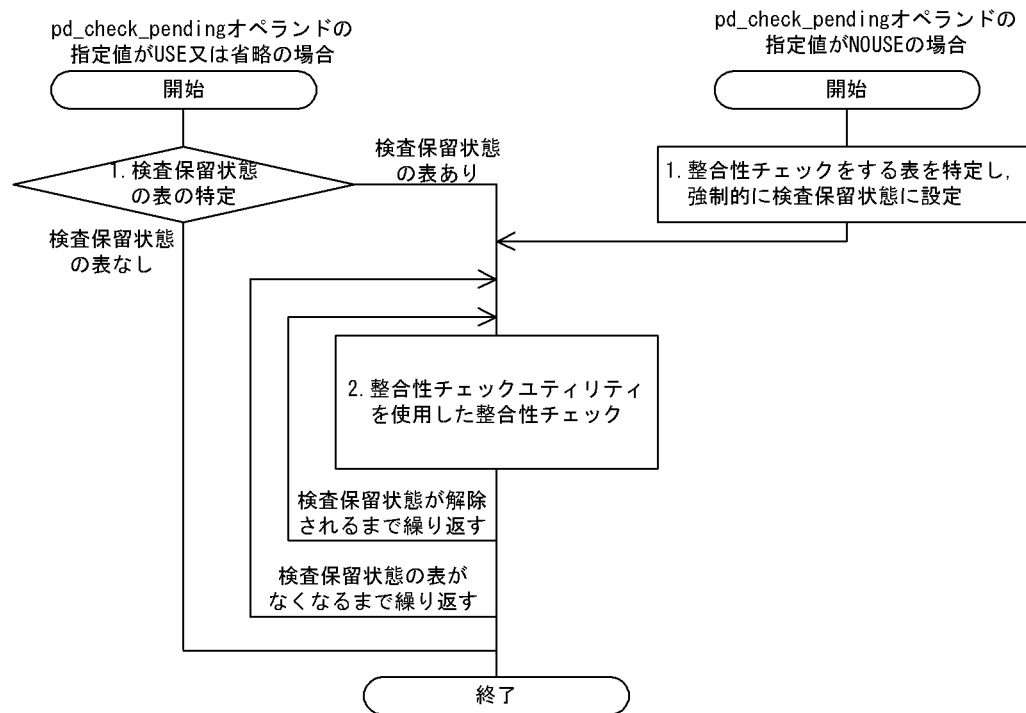 pd_check_pendingオペランドの
指定値がUSE又は省略の場合
pd_check_pendingオペランドの
指定値がNOUSEの場合
開始
開始
1. 検査保留状態
の表の特定
検査保留状態
の表あり
1. 整合性チェックをする表を特定し,
強制的に検査保留状態に設定
検査保留状態
の表なし
2. 整合性チェックユティリティ
を使用した整合性チェック
検査保留状態が解除
されるまで繰り返す
検査保留状態の表が
なくなるまで繰り返す
終了